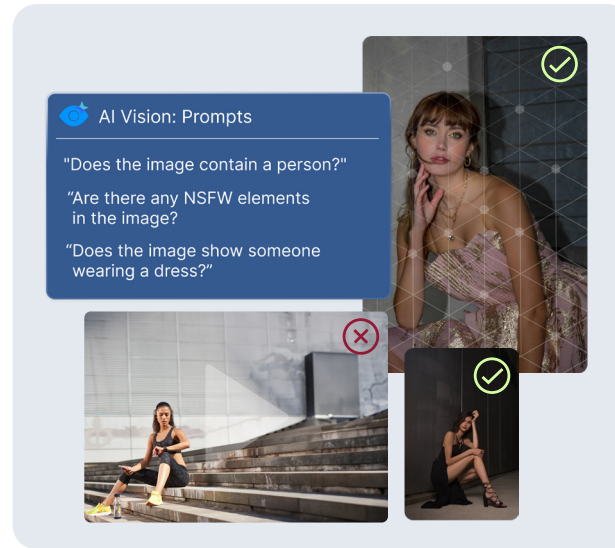 AI Vision: Prompts
"Does the image contain a person?"
“Are there any NSFW elements
in the image?
“Does the image show someone
wearing a dress?”